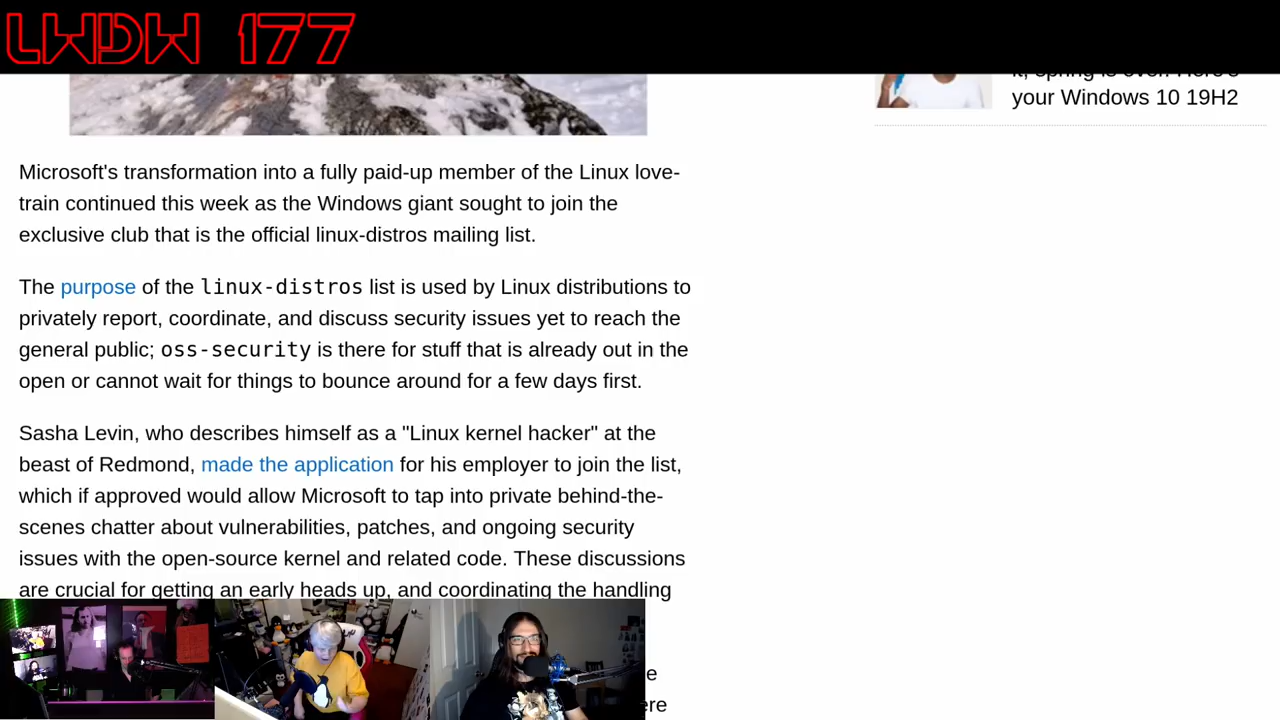 LWDW 177
it, spring is over. Here's
your Windows 10 19H2
Microsoft's transformation into a fully paid-up member of the Linux love-
train continued this week as the Windows giant sought to join the
exclusive club that is the official linux-distros mailing list.
The purpose of the linux-distros list is used by Linux distributions to
privately report, coordinate, and discuss security issues yet to reach the
general public; oss-security is there for stuff that is already out in the
open or cannot wait for things to bounce around for a few days first.
Sasha Levin, who describes himself as a "Linux kernel hacker" at the
beast of Redmond, made the application for his employer to join the list,
which if approved would allow Microsoft to tap into private behind-the-
scenes chatter about vulnerabilities, patches, and ongoing security
issues with the open-source kernel and related code. These discussions
are crucial for getting an early heads up, and coordinating the handling
e
ere